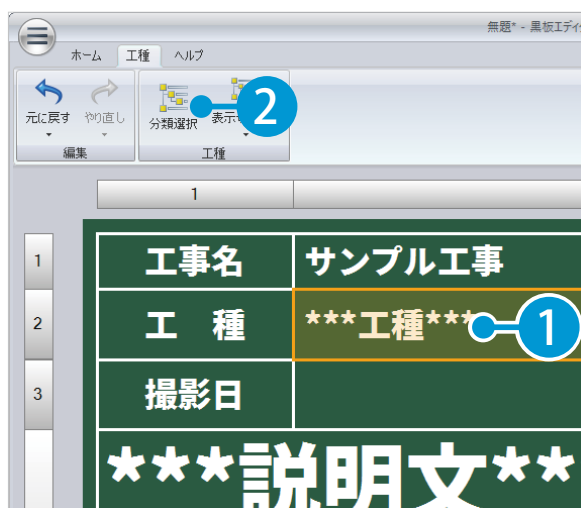 無題* - 黒板エディタ
ホーム 工種 ヘルプ
元に戻す やり直し 分類選択 表示
2
編集 工種
1
1 工事名 サンプル工事
2 工 種 ***工種***
1
3 撮影日
***説明文**